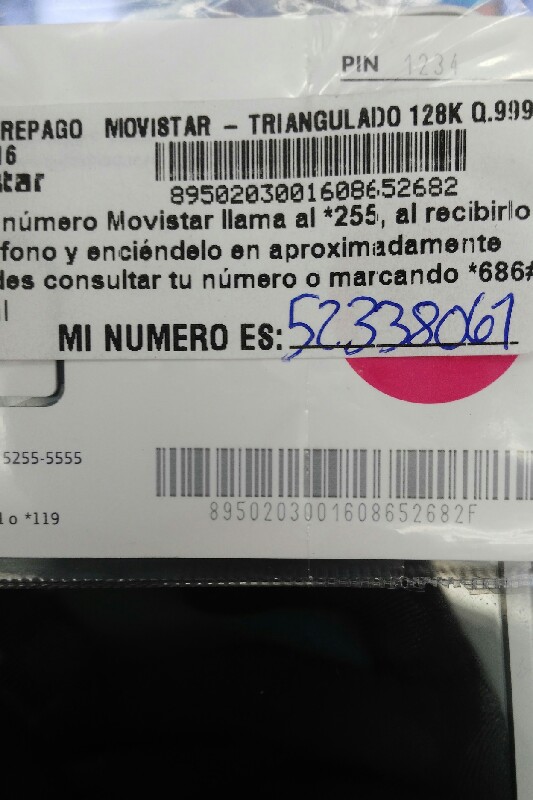 PIN 1234
REPAGO MOVISTAR - TRIANGULADO 128K Q.999
16
tar
8950203001608652682
número Movistar llama al *255, al recibirlo
fono y enciéndelo en aproximadamente
des consultar tu número o marcando *686#
l
MI NUMERO ES: 52338061
5255-5555
8950203001608652682F
l o *119